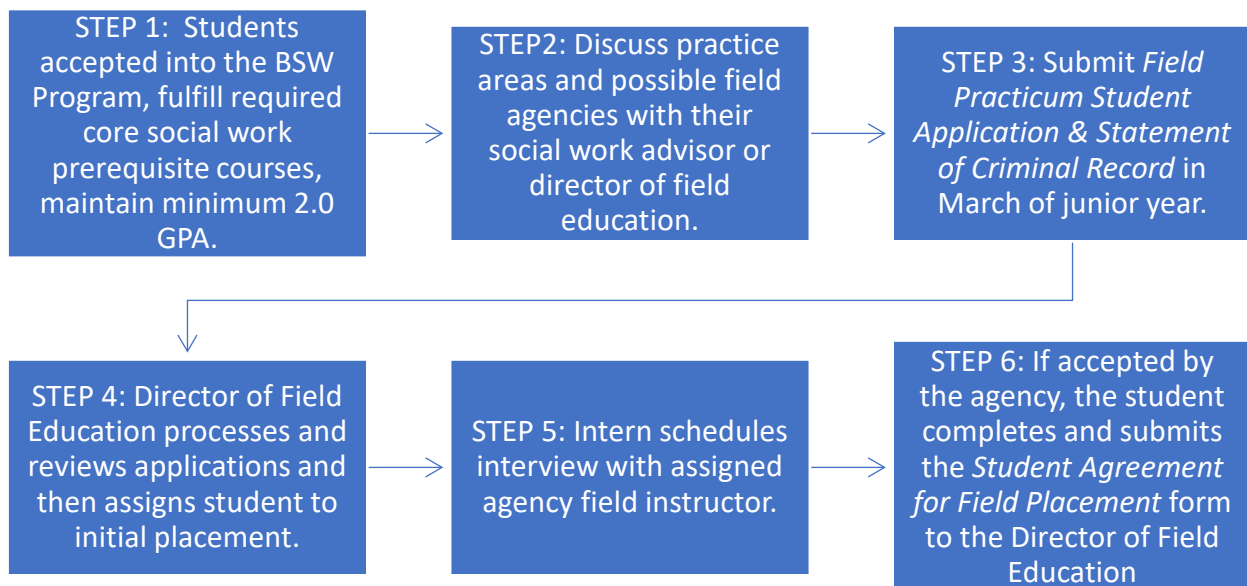 STEP 1:  Students
accepted into the BSW
Program, fulfill required
core social work
prerequisite courses,
maintain minimum 2.0
GPA.
STEP2: Discuss practice
areas and possible field
agencies with their
social work advisor or
director of field
education.
STEP 3: Submit Field
Practicum Student
Application & Statement
of Criminal Record in
March of junior year.
STEP 4: Director of Field
Education processes and
reviews applications and
then assigns student to
initial placement.
STEP 5: Intern schedules
interview with assigned
agency field instructor.
STEP 6: If accepted by
the agency, the student
completes and submits
the Student Agreement
for Field Placement form
to the Director of Field
Education